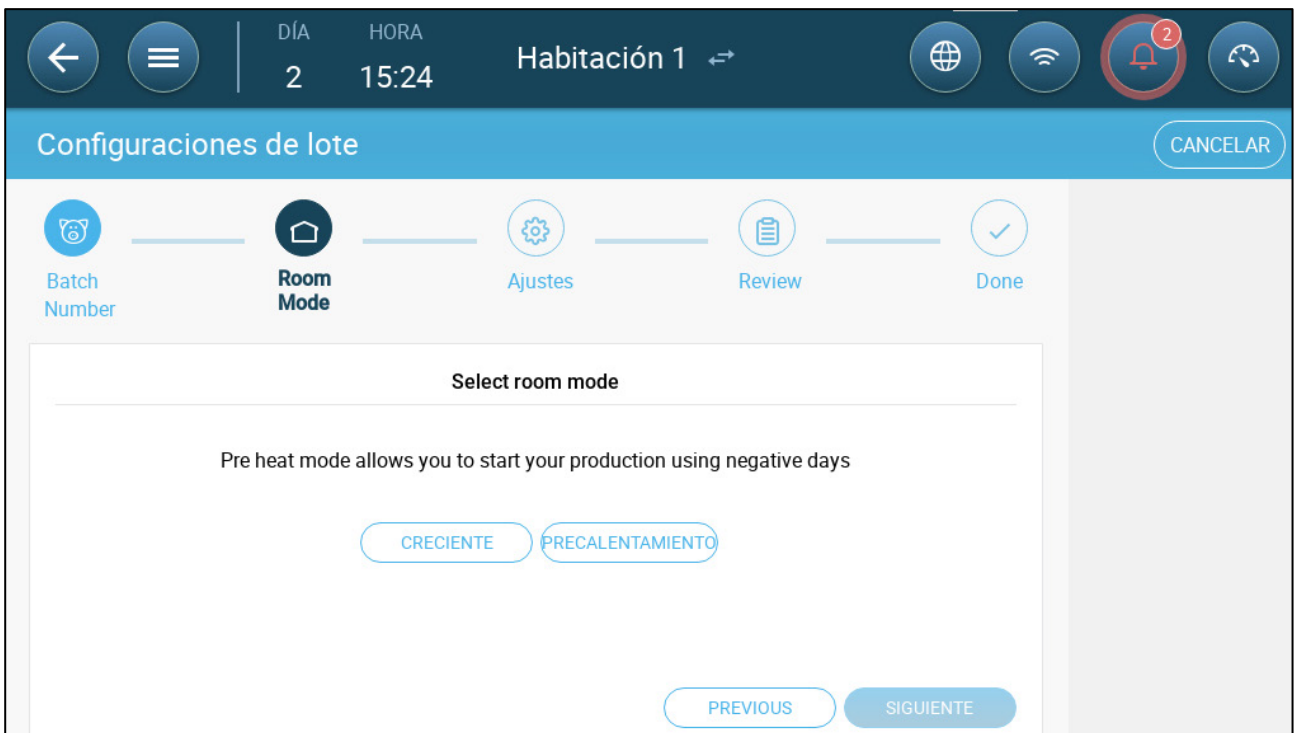 DÍA
HORA
2
15:24
Habitación 1
2
Configuraciones de lote
CANCELAR
Batch
Number
Room
Mode
Ajustes
Review
Done
Select room mode
Pre heat mode allows you to start your production using negative days
CRECIENTE
PRECALENTAMIENTO
PREVIOUS
SIGUIENTE